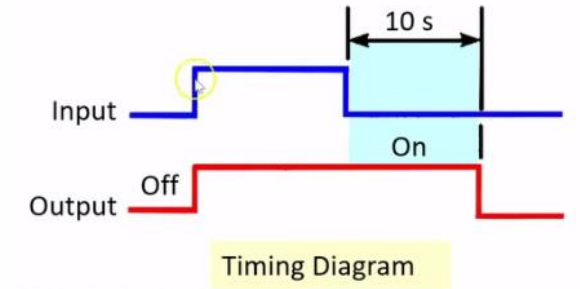 10 s
Input
On
Off
Output
Timing Diagram